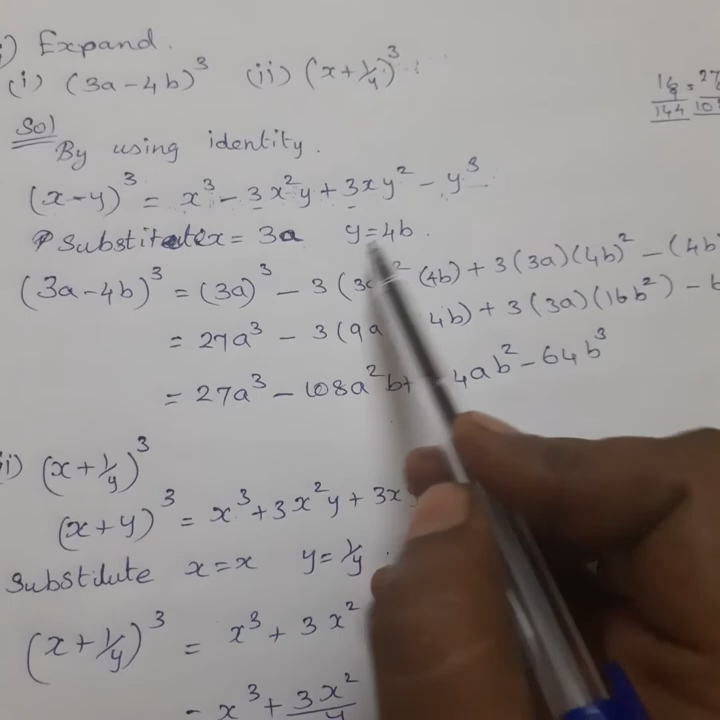 ) Expand.
(i) (3a-4b)³ (ii) (x+1/y)³
Sol
By using identity.
(x-y)³ = x³ - 3x²y + 3xy² - y³
Substitute x = 3a y=4b.
(3a-4b)³ = (3a)³ - 3(3a)²(4b) + 3(3a)(4b)² - (4b
= 27a³ - 3(9a 4b) + 3(3a)(16b²) -
= 27a³ - 108a²b+ 4ab² - 64b³
i) (x+1/y)³
(x+y)³ = x³+3x²y + 3x
Substitute x=x y=1/y.
(x+1/y)³ = x³ + 3x²
= x³ + 3x²/y